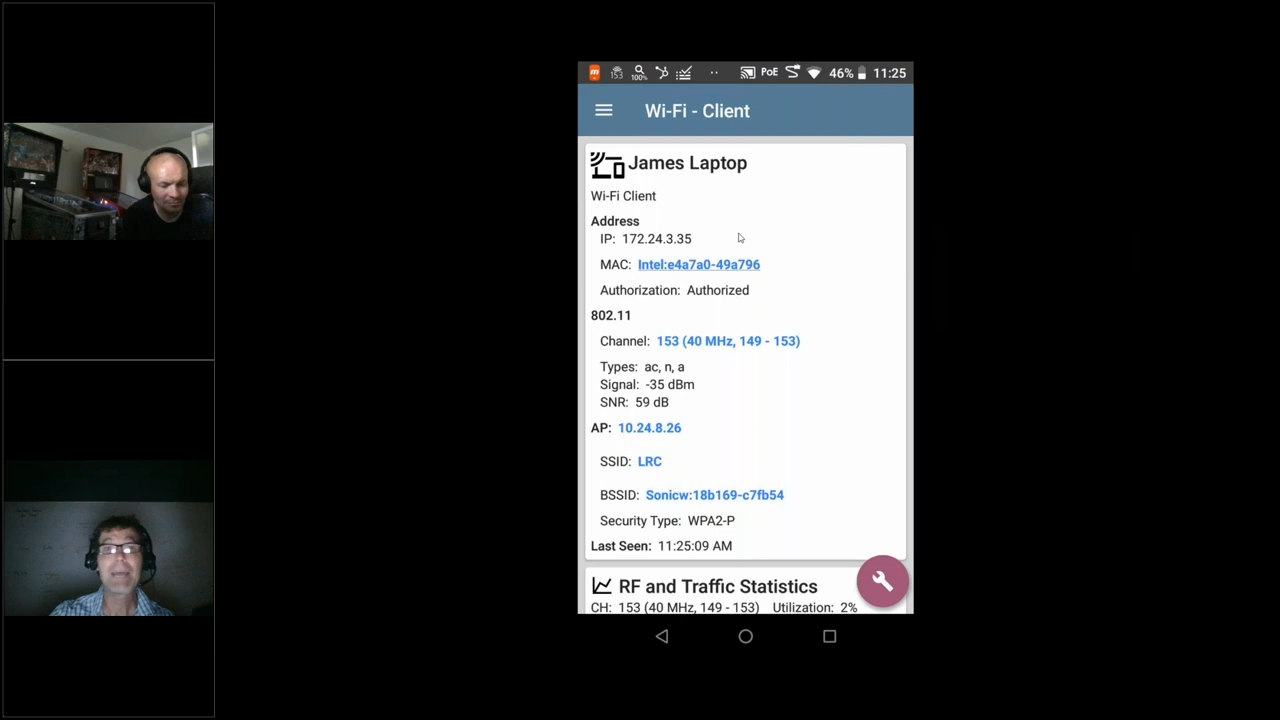 153
100%
PoE
46%
11:25
Wi-Fi - Client
James Laptop
Wi-Fi Client
Address
IP: 172.24.3.35
MAC: Intel:e4a7a0-49a796
Authorization: Authorized
802.11
Channel: 153 (40 MHz, 149 - 153)
Types: ac, n, a
Signal: -35 dBm
SNR: 59 dB
AP: 10.24.8.26
SSID: LRC
BSSID: Sonicw:18b169-c7fb54
Security Type: WPA2-P
Last Seen: 11:25:09 AM
RF and Traffic Statistics
CH: 153 (40 MHz, 149 - 153) Utilization: 2%